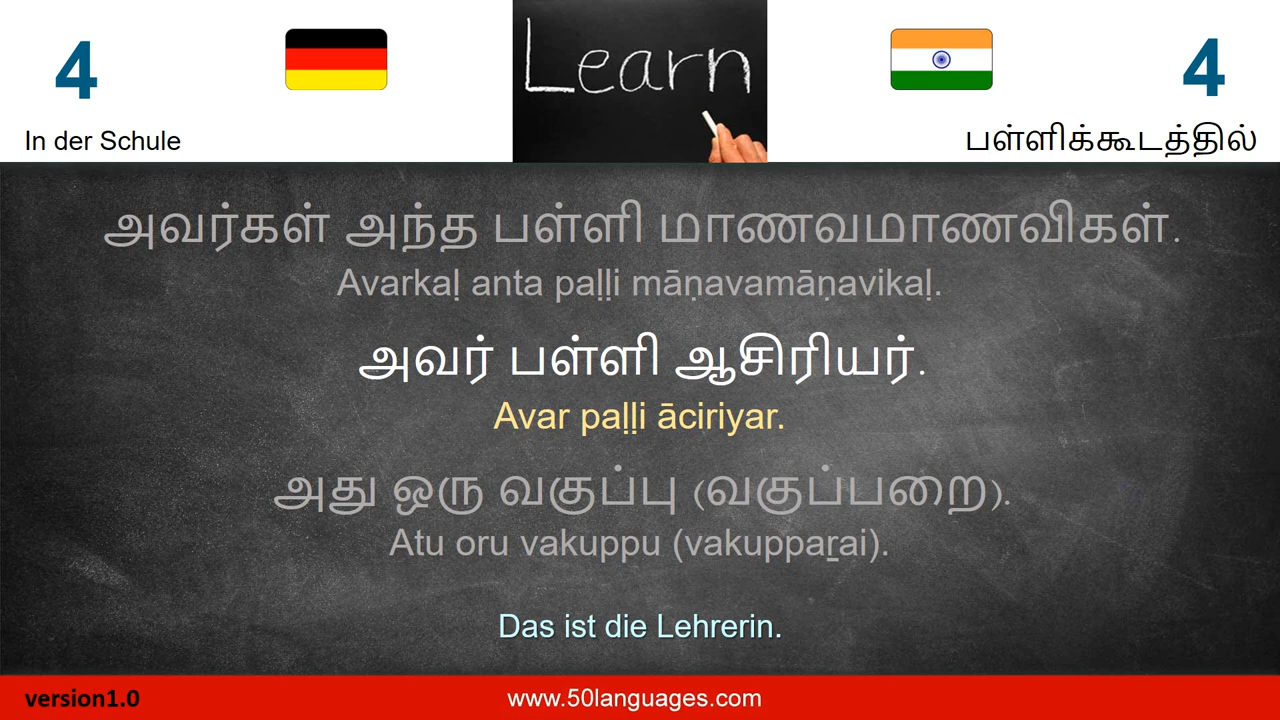 4
Learn
4
In der Schule
பள்ளிக்கூடத்தில்
அவர்கள் அந்த பள்ளி மாணவமாணவிகள்.
Avarkaḷ anta paḷḷi māṇavamāṇavikaḷ.
அவர் பள்ளி ஆசிரியர்.
Avar paḷḷi āciriyar.
அது ஒரு வகுப்பு (வகுப்பறை).
Atu oru vakuppu (vakuppaṟai).
Das ist die Lehrerin.
version1.0
www.50languages.com